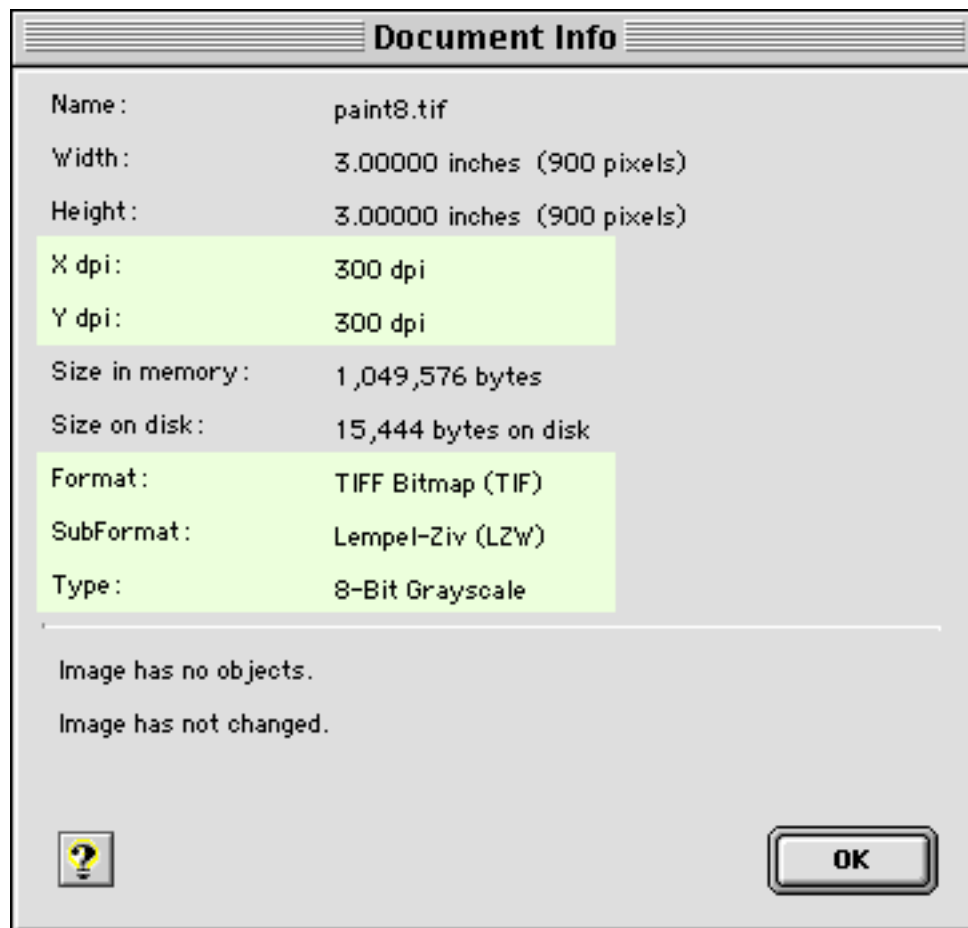 Document Info
Name: paint8.tif
Width: 3.00000 inches (900 pixels)
Height: 3.00000 inches (900 pixels)
X dpi: 300 dpi
Y dpi: 300 dpi
Size in memory: 1,049,576 bytes
Size on disk: 15,444 bytes on disk
Format: TIFF Bitmap (TIF)
SubFormat: Lempel-Ziv (LZW)
Type: 8-Bit Grayscale
Image has no objects.
Image has not changed.
?
OK